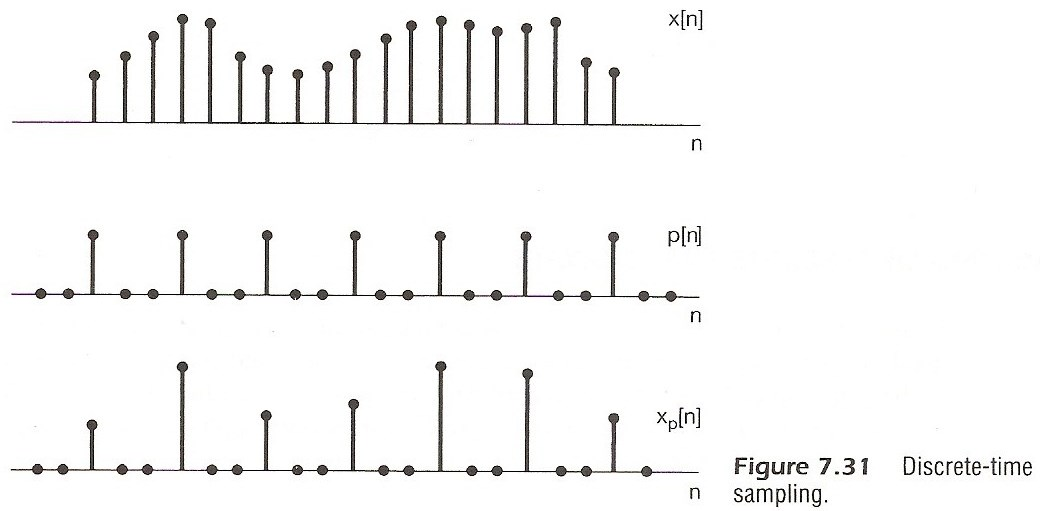 x[n]
n
p[n]
n
xp[n]
n
Figure 7.31 Discrete-time
sampling.